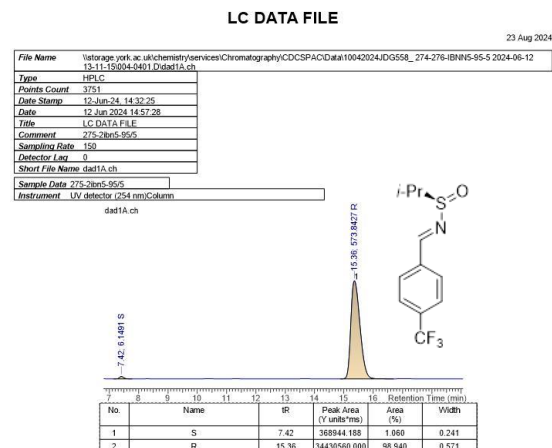 LC DATA FILE
23 Aug 2024
File Name \\storage.york.ac.uk\chemistry\services\Chromatography\CDCSPAC\Data\10042024JDG558_ 274-276-IBNN5-95-5 2024-06-12
13-11-15\004-0401.D\dad1A.ch
Type HPLC
Points Count 3751
Date Stamp 12-Jun-24, 14:32:25
Date 12 Jun 2024 14:57:28
Title LC DATA FILE
Comment 275-2ibn5-95/5
Sampling Rate 150
Detector Lag 0
Short File Name dad1A.ch
Sample Data 275-2ibn5-95/5
Instrument UV detector (254 nm)Column
dad1A.ch
i-Pr
S
O
N
CF3
7.42; 6.1491 S
15.36; 573.8427 R
7 8 9 10 11 12 13 14 15 16 Retention Time (min)
No. Name tR Peak Area (Y units*ms) Area (%) Width
1 S 7.42 368944.188 1.060 0.241
2 R 15.36 34430560.000 98.940 0.571